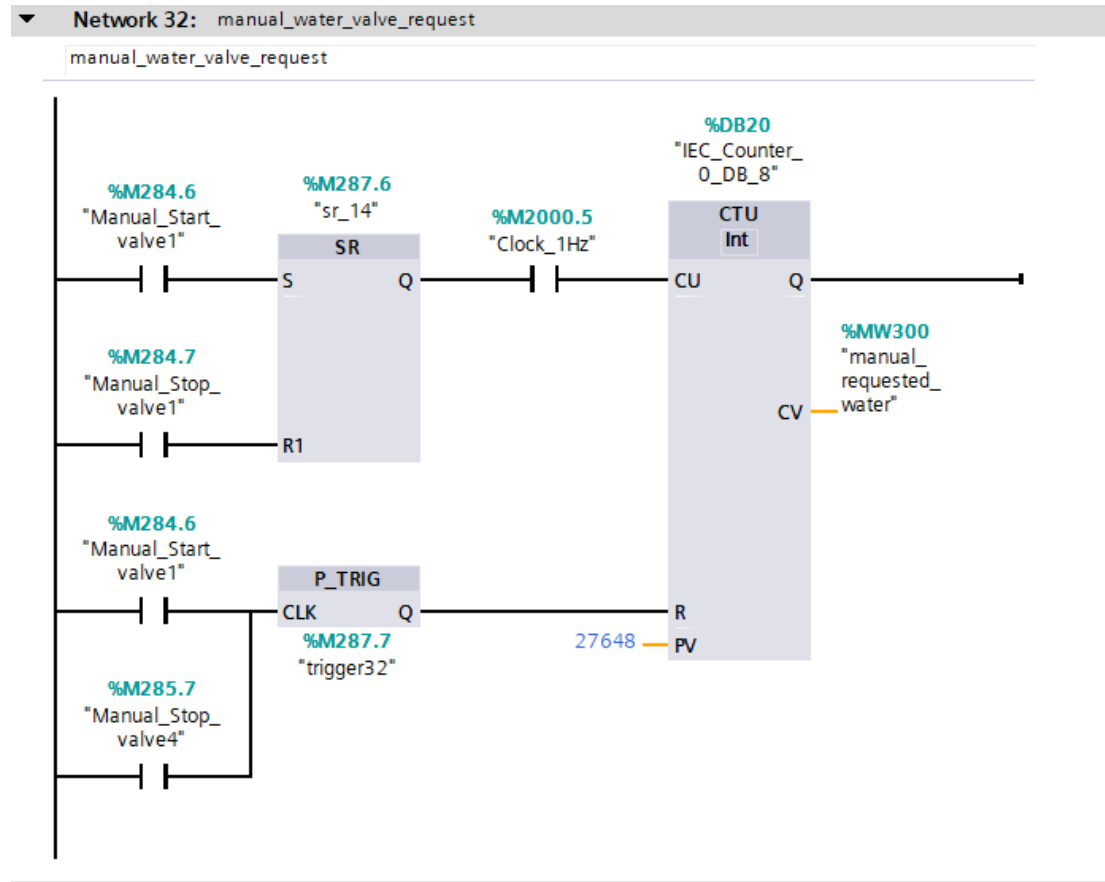 Network 32: manual_water_valve_request
manual_water_valve_request
%DB20
"IEC_Counter_
0_DB_8"
%M284.6
"Manual_Start_
valve1"
%M287.6
"sr_14"
SR
%M2000.5
"Clock_1Hz"
CTU
Int
S Q
CU Q
%M284.7
"Manual_Stop_
valve1"
R1
%MW300
"manual_
requested_
water"
CV
%M284.6
"Manual_Start_
valve1"
P_TRIG
CLK Q
%M287.7
"trigger32"
R
27648 PV
%M285.7
"Manual_Stop_
valve4"